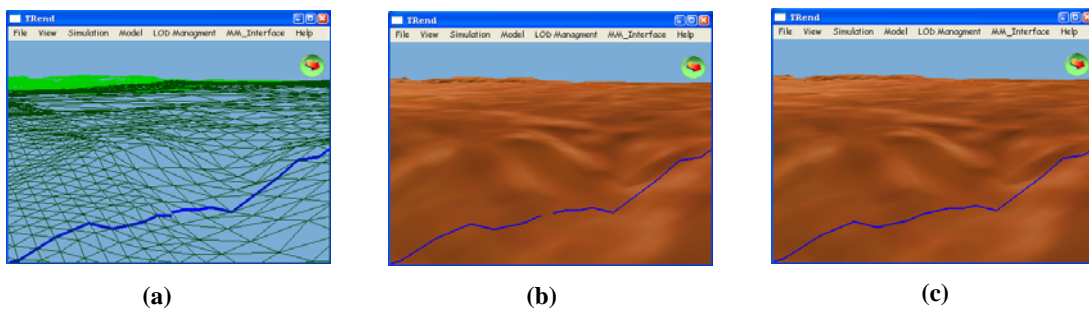 TRend
File View Simulation Model LOD Managment MM_Interface Help
TRend
File View Simulation Model LOD Managment MM_Interface Help
TRend
File View Simulation Model LOD Managment MM_Interface Help
(a)
(b)
(c)